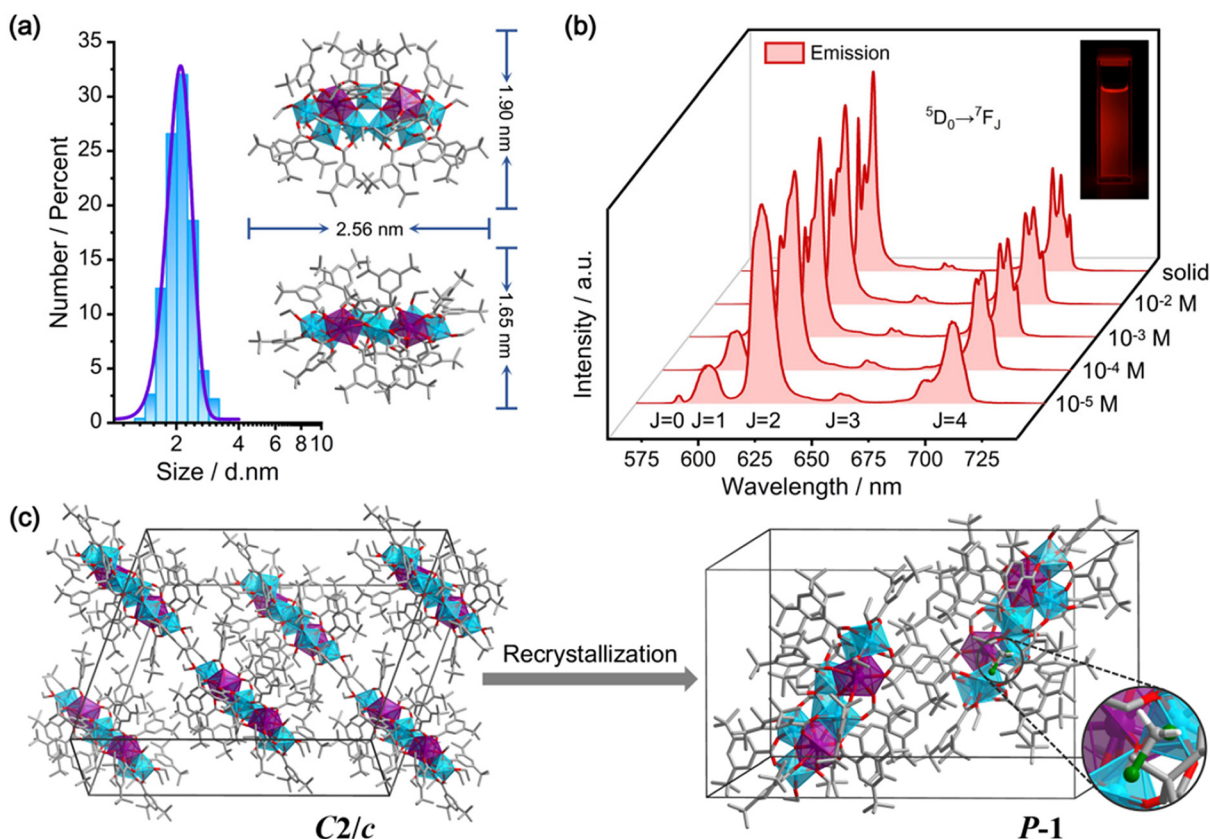 (a)
35
30
25
20
15
10
5
0
Number / Percent
2
4
6
8
10
Size / d.nm
1.90 nm
2.56 nm
1.65 nm
(b)
Emission
⁵D₀→⁷F_J
solid
10⁻² M
10⁻³ M
10⁻⁴ M
10⁻⁵ M
Intensity / a.u.
J=0 J=1 J=2 J=3 J=4
575 600 625 650 675 700 725
Wavelength / nm
(c)
Recrystallization
C2/c
P-1